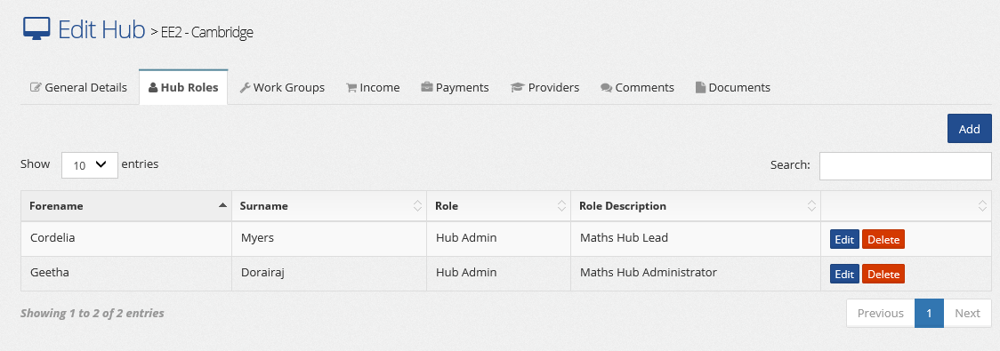 Edit Hub > EE2 - Cambridge
General Details Hub Roles Work Groups Income Payments Providers Comments Documents
Add
Show 10 entries Search:
Forename Surname Role Role Description
Cordelia Myers Hub Admin Maths Hub Lead Edit Delete
Geetha Dorairaj Hub Admin Maths Hub Administrator Edit Delete
Showing 1 to 2 of 2 entries Previous 1 Next